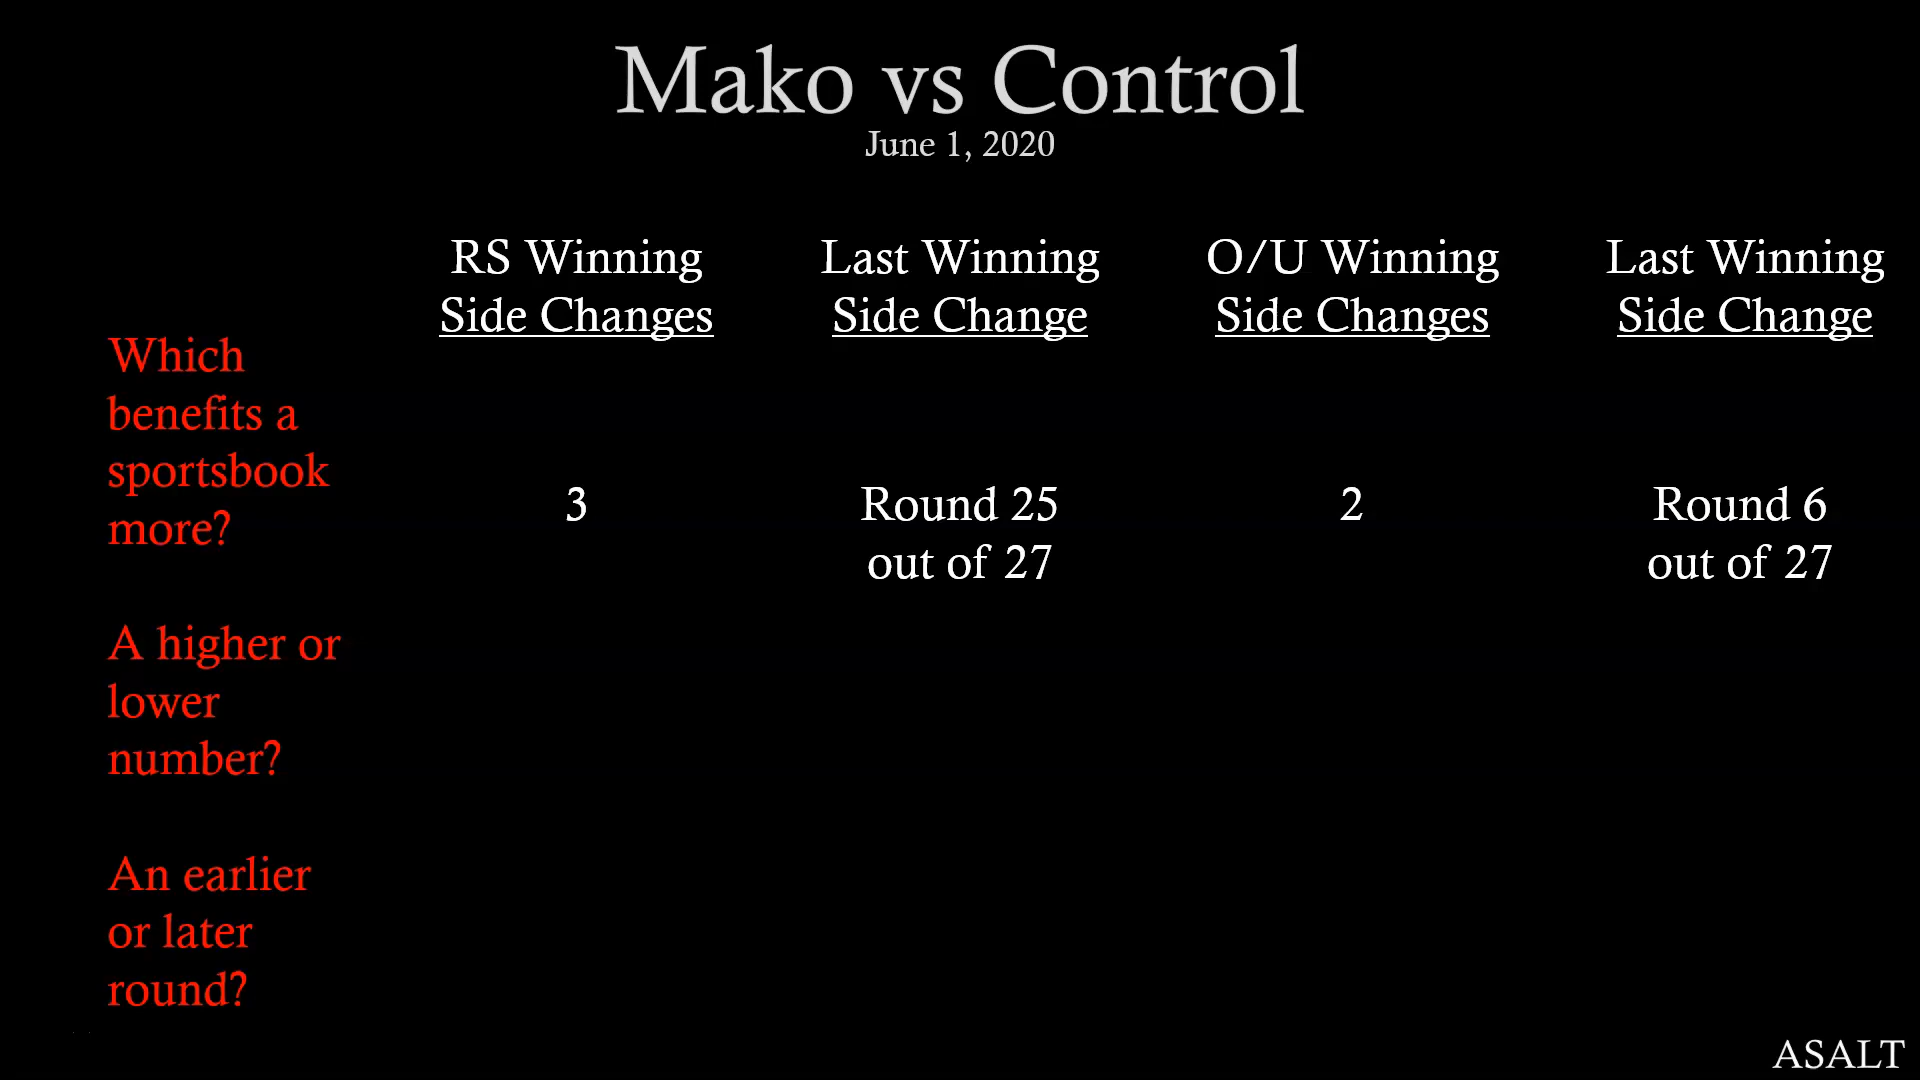 Mako vs Control
June 1, 2020
RS Winning
Side Changes
Last Winning
Side Change
O/U Winning
Side Changes
Last Winning
Side Change
Which
benefits a
sportsbook
more?
A higher or
lower
number?
An earlier
or later
round?
3
Round 25
out of 27
2
Round 6
out of 27
ASALT